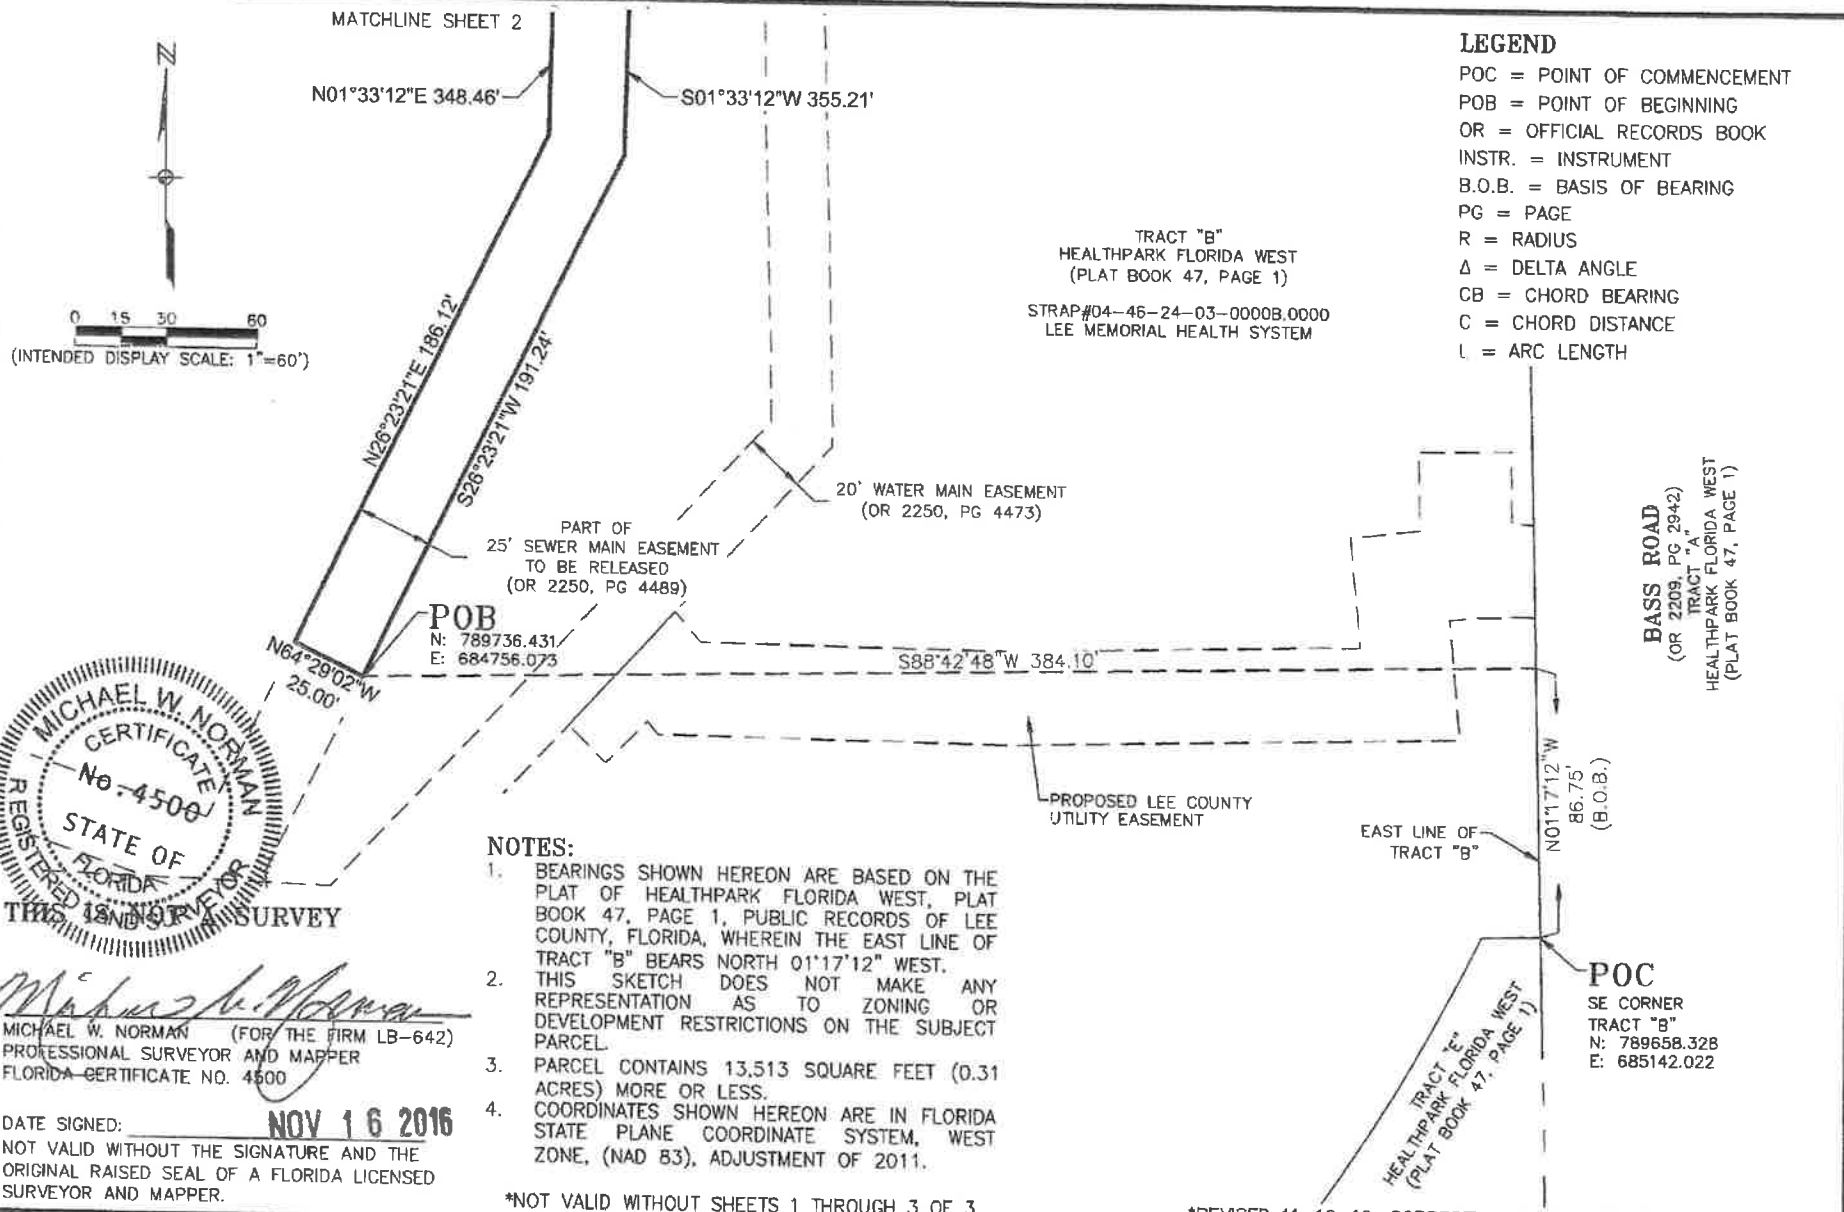 MATCHLINE SHEET 2
N
N01°33'12"E 348.46'
S01°33'12"W 355.21'
0 15 30 60
(INTENDED DISPLAY SCALE: 1"=60')
N26°23'21"E 186.12'
S26°23'21"W 191.24'
LEGEND
POC = POINT OF COMMENCEMENT
POB = POINT OF BEGINNING
OR = OFFICIAL RECORDS BOOK
INSTR. = INSTRUMENT
B.O.B. = BASIS OF BEARING
PG = PAGE
R = RADIUS
Δ = DELTA ANGLE
CB = CHORD BEARING
C = CHORD DISTANCE
L = ARC LENGTH
TRACT "B"
HEALTHPARK FLORIDA WEST
(PLAT BOOK 47, PAGE 1)
STRAP#04-46-24-03-0000B.0000
LEE MEMORIAL HEALTH SYSTEM
20' WATER MAIN EASEMENT
(OR 2250, PG 4473)
PART OF
25' SEWER MAIN EASEMENT
TO BE RELEASED
(OR 2250, PG 4489)
POB
N: 789736.431
E: 684756.073
N64°29'02"W
25.00'
S88°42'48"W 384.10'
BASS ROAD
(OR 2209, PG 2942)
TRACT "A"
HEALTHPARK FLORIDA WEST
(PLAT BOOK 47, PAGE 1)
N01°17'12"W
86.75'
(B.O.B.)
PROPOSED LEE COUNTY
UTILITY EASEMENT
EAST LINE OF
TRACT "B"
POC
SE CORNER
TRACT "B"
N: 789658.328
E: 685142.022
TRACT "E"
HEALTHPARK FLORIDA WEST
(PLAT BOOK 47, PAGE 1)
MICHAEL W. NORMAN
CERTIFICATE
No. 4500
STATE OF
FLORIDA
REGISTERED LAND SURVEYOR
THIS IS NOT A SURVEY
MICHAEL W. NORMAN (FOR THE FIRM LB-642)
PROFESSIONAL SURVEYOR AND MAPPER
FLORIDA CERTIFICATE NO. 4500
DATE SIGNED: NOV 16 2016
NOT VALID WITHOUT THE SIGNATURE AND THE
ORIGINAL RAISED SEAL OF A FLORIDA LICENSED
SURVEYOR AND MAPPER.
NOTES:
1. BEARINGS SHOWN HEREON ARE BASED ON THE
PLAT OF HEALTHPARK FLORIDA WEST, PLAT
BOOK 47, PAGE 1, PUBLIC RECORDS OF LEE
COUNTY, FLORIDA, WHEREIN THE EAST LINE OF
TRACT "B" BEARS NORTH 01°17'12" WEST.
2. THIS SKETCH DOES NOT MAKE ANY
REPRESENTATION AS TO ZONING OR
DEVELOPMENT RESTRICTIONS ON THE SUBJECT
PARCEL.
3. PARCEL CONTAINS 13,513 SQUARE FEET (0.31
ACRES) MORE OR LESS.
4. COORDINATES SHOWN HEREON ARE IN FLORIDA
STATE PLANE COORDINATE SYSTEM, WEST
ZONE, (NAD 83), ADJUSTMENT OF 2011.
*NOT VALID WITHOUT SHEETS 1 THROUGH 3 OF 3